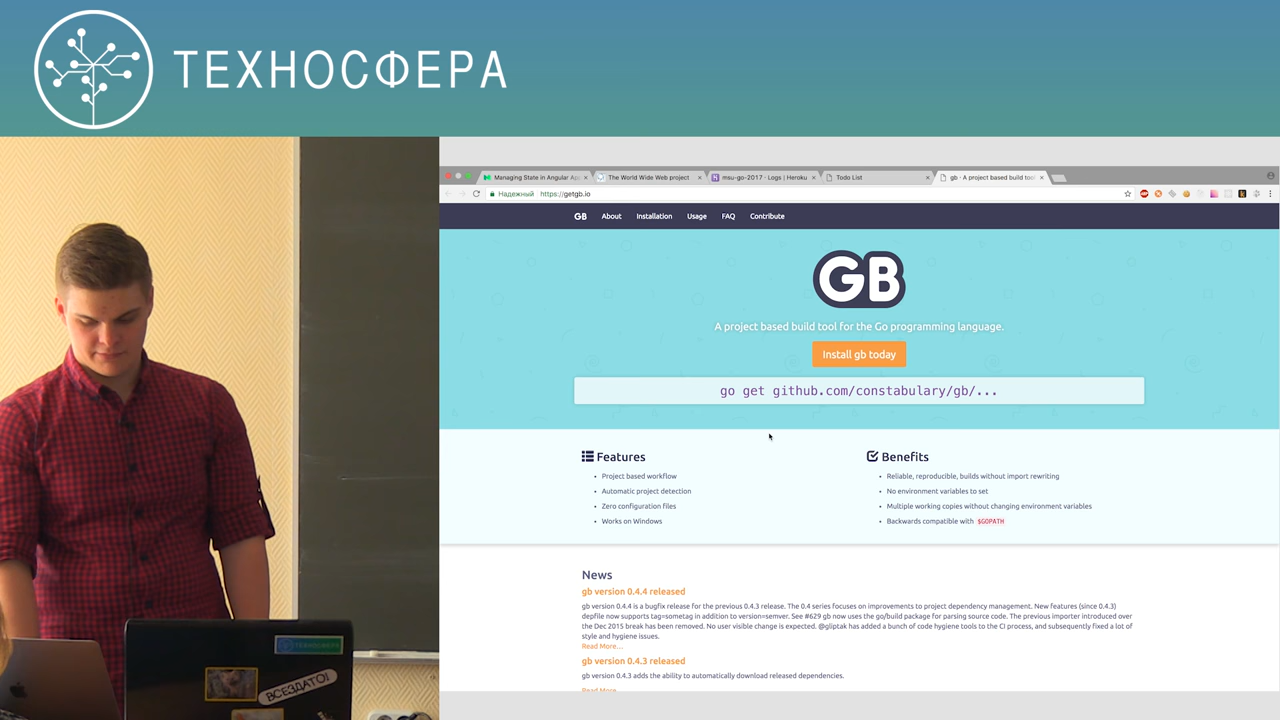 ТЕХНОСФЕРА
Managing State in Angular Ap
The World Wide Web project
msu-go-2017 · Logs | Heroku
Todo List
gb · A project based build too
Надежный
https://getgb.io
GB
About
Installation
Usage
FAQ
Contribute
GB
A project based build tool for the Go programming language.
Install gb today
go get github.com/constabulary/gb/...
Features
Project based workflow
Automatic project detection
Zero configuration files
Works on Windows
Benefits
Reliable, reproducible, builds without import rewriting
No environment variables to set
Multiple working copies without changing environment variables
Backwards compatible with $GOPATH
News
gb version 0.4.4 released
gb version 0.4.4 is a bugfix release for the previous 0.4.3 release. The 0.4 series focuses on improvements to project dependency management. New features (since 0.4.3)
depfile now supports tag=sometag in addition to version=semver. See #629 gb now uses the go/build package for parsing source code. The previous importer introduced over
the Dec 2015 break has been removed. No user visible change is expected. @gliptak has added a bunch of code hygiene tools to the CI process, and subsequently fixed a lot of
style and hygiene issues.
Read More...
gb version 0.4.3 released
gb version 0.4.3 adds the ability to automatically download released dependencies.
Read More
ТЕХНОСФЕРА
ВСЕЗДАТО!